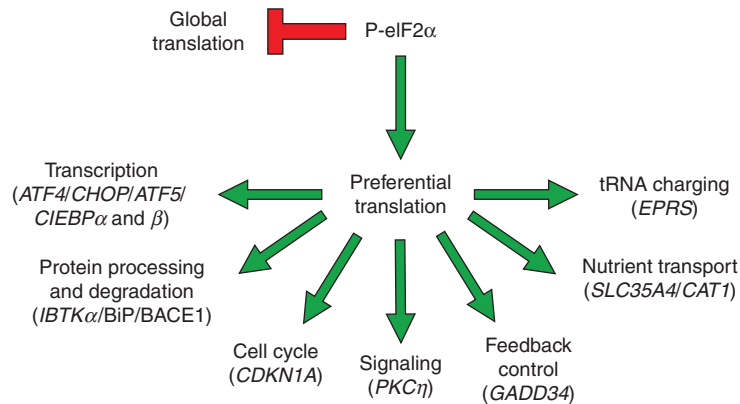 Global
translation
P-eIF2α
Transcription
(ATF4/CHOP/ATF5/
CIEBPα and β)
Preferential
translation
tRNA charging
(EPRS)
Protein processing
and degradation
(IBTKα/BiP/BACE1)
Nutrient transport
(SLC35A4/CAT1)
Cell cycle
(CDKN1A)
Signaling
(PKCη)
Feedback
control
(GADD34)